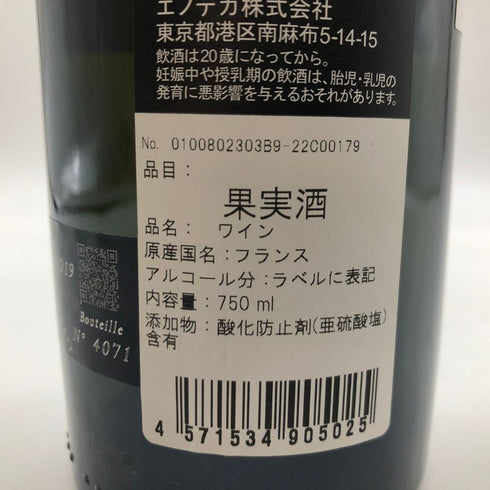 エノテカ株式会社
東京都港区南麻布5-14-15
飲酒は20歳になってから。
妊娠中や授乳期の飲酒は、胎児・乳児の
発育に悪影響を与えるおそれがあります。
No. 0100802303B9-22C00179
品目：
果実酒
品名： ワイン
原産国名：フランス
アルコール分：ラベルに表記
内容量：750 ml
添加物：酸化防止剤(亜硫酸塩)
含有
4 571534 905025
2019
Bouteille
N° 4071